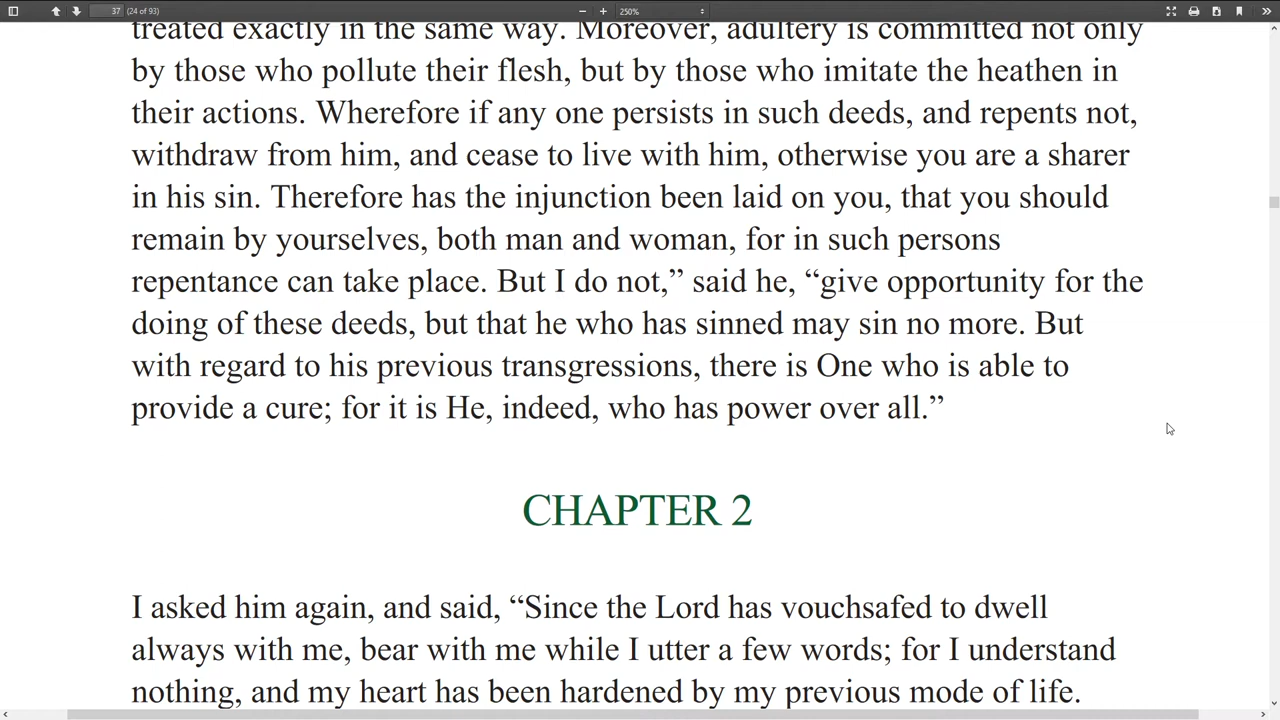 37 (24 of 93)
250%
treated exactly in the same way. Moreover, adultery is committed not only
by those who pollute their flesh, but by those who imitate the heathen in
their actions. Wherefore if any one persists in such deeds, and repents not,
withdraw from him, and cease to live with him, otherwise you are a sharer
in his sin. Therefore has the injunction been laid on you, that you should
remain by yourselves, both man and woman, for in such persons
repentance can take place. But I do not,” said he, “give opportunity for the
doing of these deeds, but that he who has sinned may sin no more. But
with regard to his previous transgressions, there is One who is able to
provide a cure; for it is He, indeed, who has power over all.”
CHAPTER 2
I asked him again, and said, “Since the Lord has vouchsafed to dwell
always with me, bear with me while I utter a few words; for I understand
nothing, and my heart has been hardened by my previous mode of life.